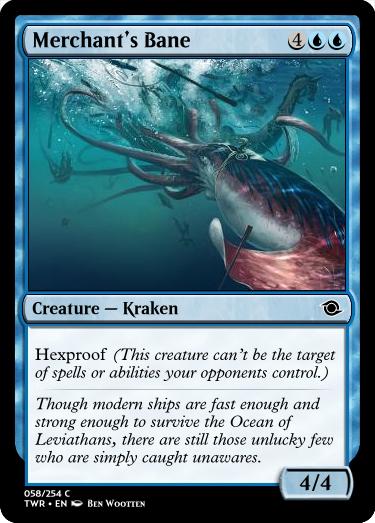 Merchant's Bane 4
Creature — Kraken
Hexproof (This creature can't be the target
of spells or abilities your opponents control.)
Though modern ships are fast enough and
strong enough to survive the Ocean of
Leviathans, there are still those unlucky few
who are simply caught unawares.
4/4
058/254 C
TWR • EN Ben Wootten